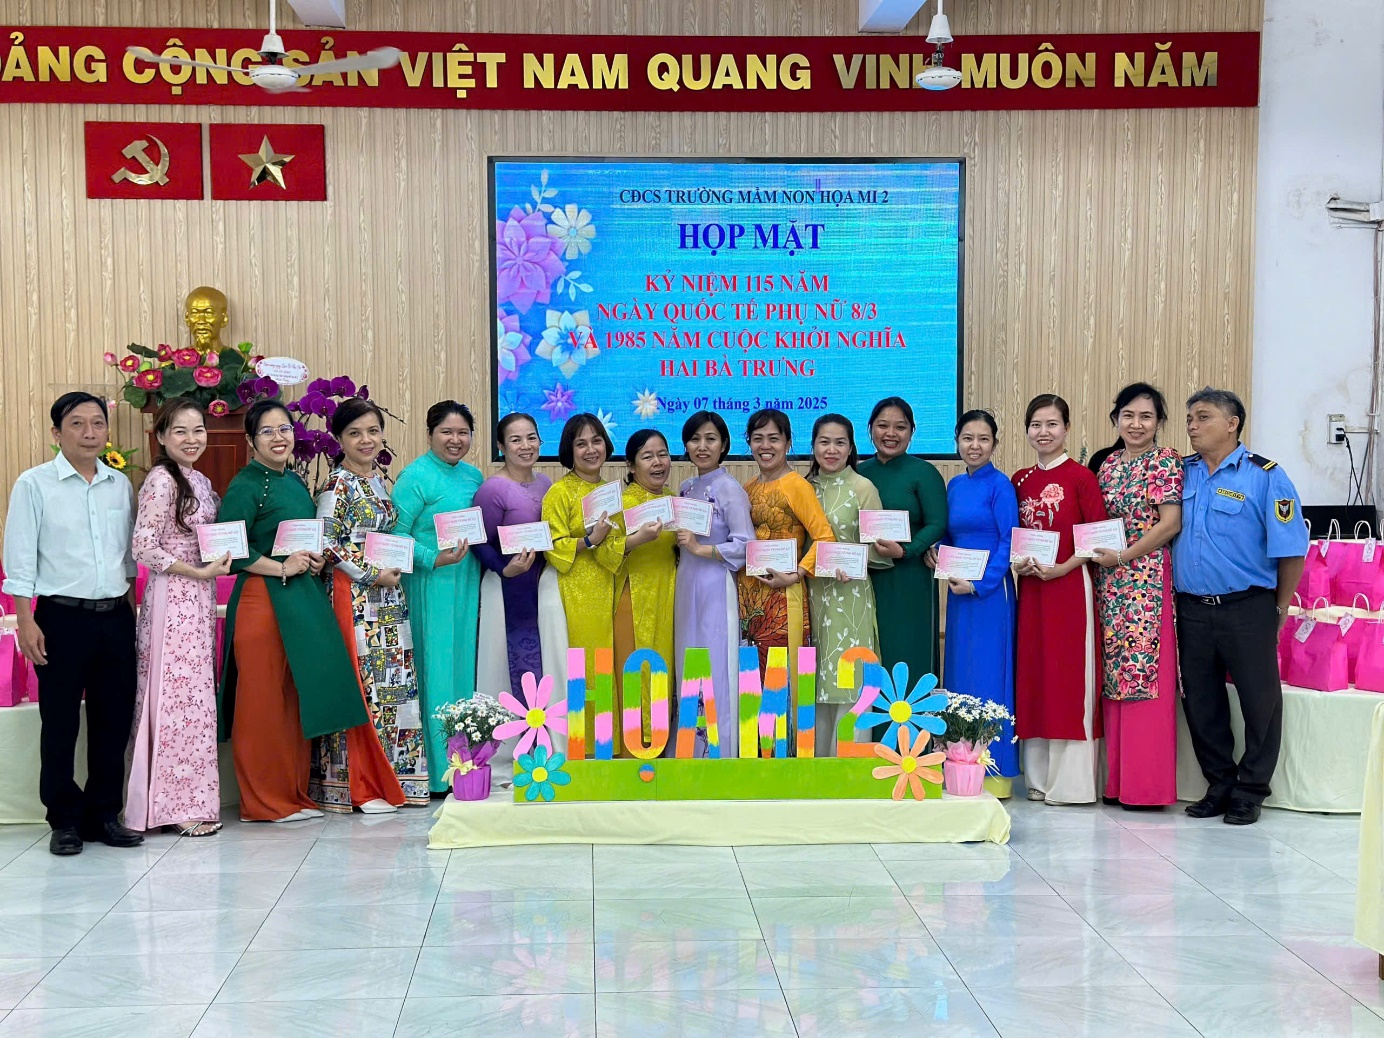 ĐẢNG CỘNG SẢN VIỆT NAM QUANG VINH MUÔN NĂM
CĐCS TRƯỜNG MẦM NON HỌA MI 2
HỌP MẶT
KỶ NIỆM 115 NĂM
NGÀY QUỐC TẾ PHỤ NỮ 8/3
VÀ 1985 NĂM CUỘC KHỞI NGHĨA
HAI BÀ TRƯNG
Ngày 07 tháng 3 năm 2025
HỌA MI 2